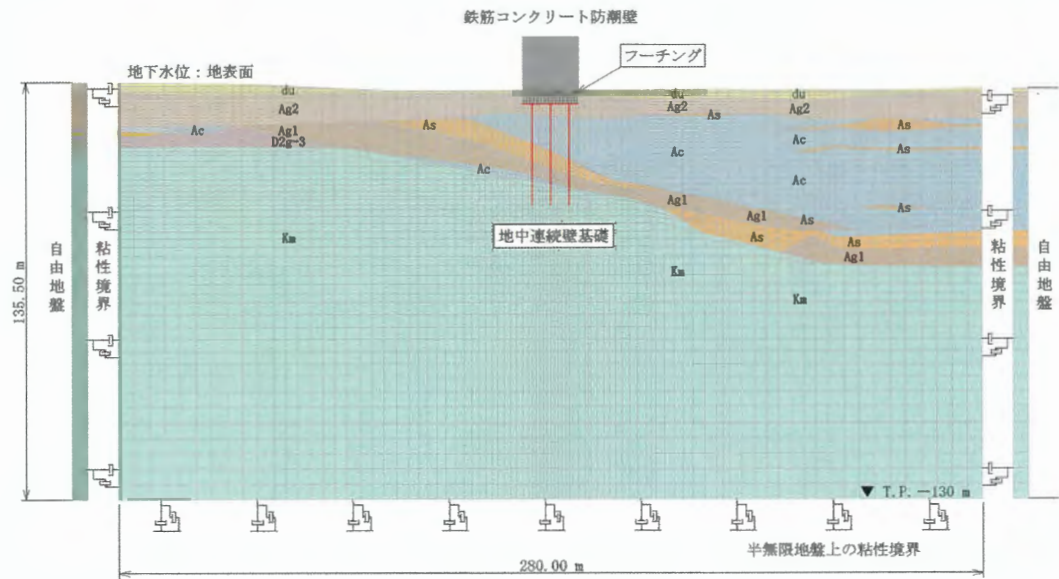 鉄筋コンクリート防潮壁
フーチング
地下水位：地表面
du
du
du
Ag2
Ag2
Ag2
As
As
As
Ac
Ag1
D2g-3
Ac
Ac
As
Ac
Ac
As
Ag1
Ag1
As
As
As
Ag1
地中連続壁基礎
Km
Km
Km
自由地盤
粘性境界
粘性境界
自由地盤
135.50 m
▼ T.P. －130 m
半無限地盤上の粘性境界
280.00 m